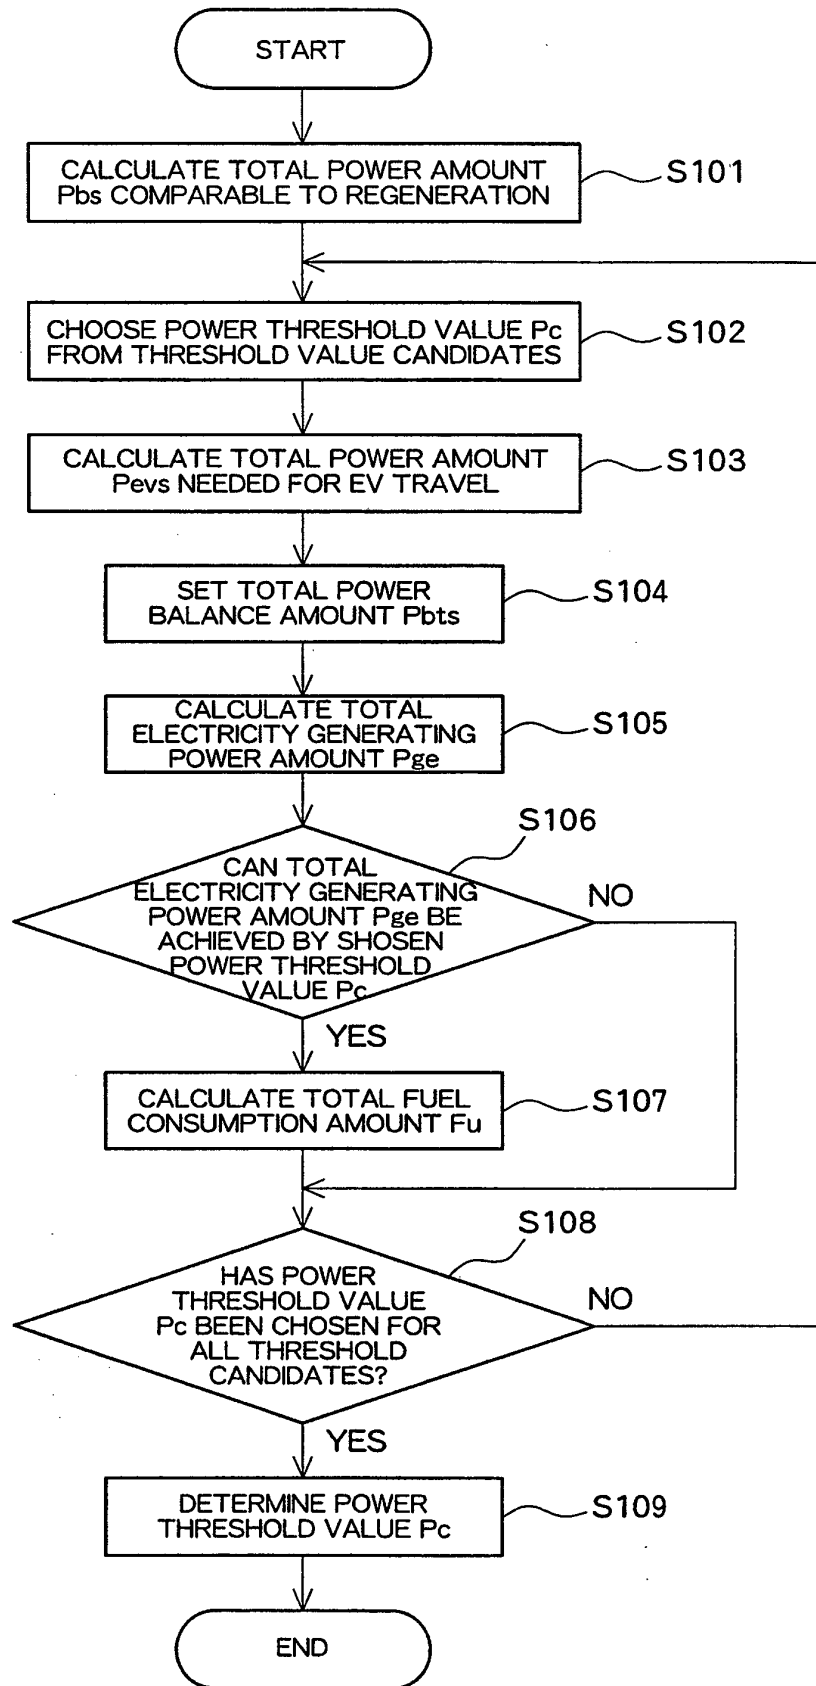 START
CALCULATE TOTAL POWER AMOUNT
Pbs COMPARABLE TO REGENERATION
S101
CHOOSE POWER THRESHOLD VALUE Pc
FROM THRESHOLD VALUE CANDIDATES
S102
CALCULATE TOTAL POWER AMOUNT
Pevs NEEDED FOR EV TRAVEL
S103
SET TOTAL POWER
BALANCE AMOUNT Pbts
S104
CALCULATE TOTAL
ELECTRICITY GENERATING
POWER AMOUNT Pge
S105
S106
CAN TOTAL
ELECTRICITY GENERATING
POWER AMOUNT Pge BE
ACHIEVED BY SHOSEN
POWER THRESHOLD
VALUE Pc
NO
YES
CALCULATE TOTAL FUEL
CONSUMPTION AMOUNT Fu
S107
S108
HAS POWER
THRESHOLD VALUE
Pc BEEN CHOSEN FOR
ALL THRESHOLD
CANDIDATES?
NO
YES
DETERMINE POWER
THRESHOLD VALUE Pc
S109
END